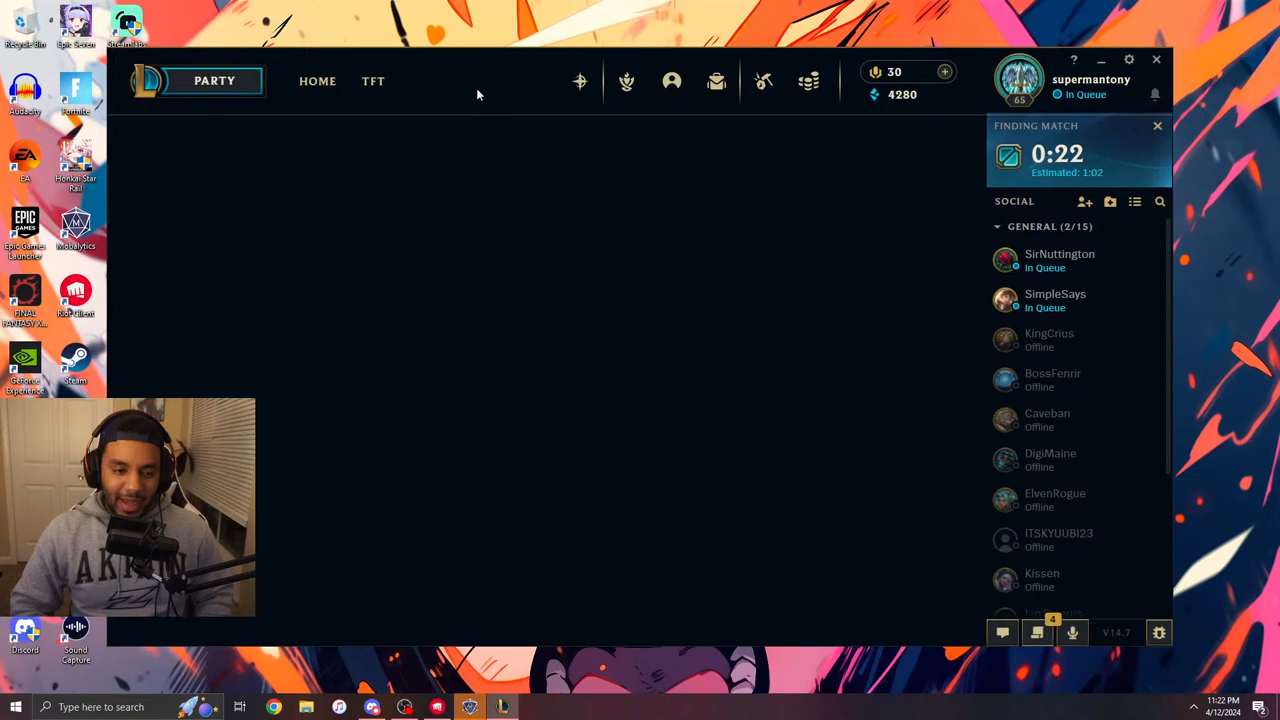 Recycle Bin
Epic Seven
Streamlabs
Audacity
Fortnite
EA
Honkai Star
Rail
Epic Games
Launcher
Mobalytics
FINAL
FANTASY X...
Riot Client
GeForce
Experience
Steam
Discord
Sound
Capture
PARTY
HOME
TFT
30
4280
65
supermantony
In Queue
FINDING MATCH
0:22
Estimated: 1:02
SOCIAL
GENERAL (2/15)
SirNuttington
In Queue
SimpleSays
In Queue
KingCrius
Offline
BossFenrir
Offline
Caveban
Offline
DigiMaine
Offline
ElvenRogue
Offline
ITSKYUUBI23
Offline
Kissen
Offline
4
V14.7
AKKRN
Type here to search
11:22 PM
4/12/2024
2